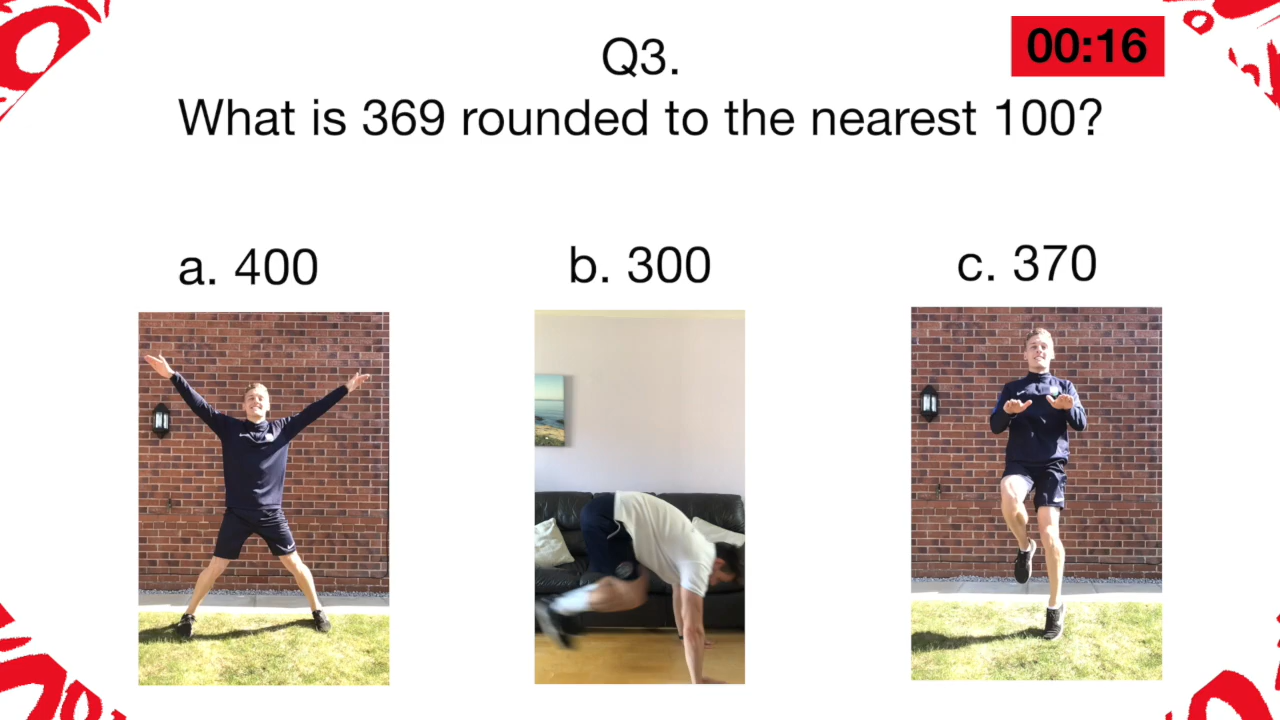 Q3.
00:16
What is 369 rounded to the nearest 100?
a. 400
b. 300
c. 370